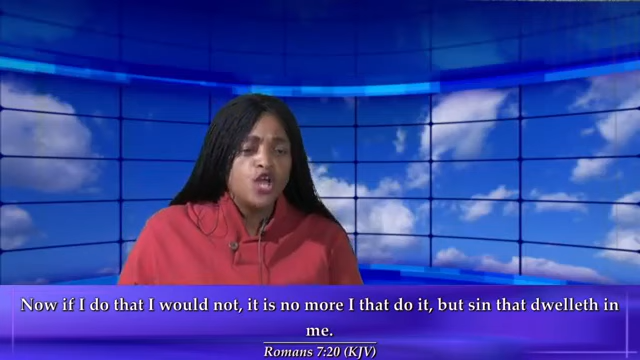 Now if I do that I would not, it is no more I that do it, but sin that dwelleth in
me.
Romans 7:20 (KJV)